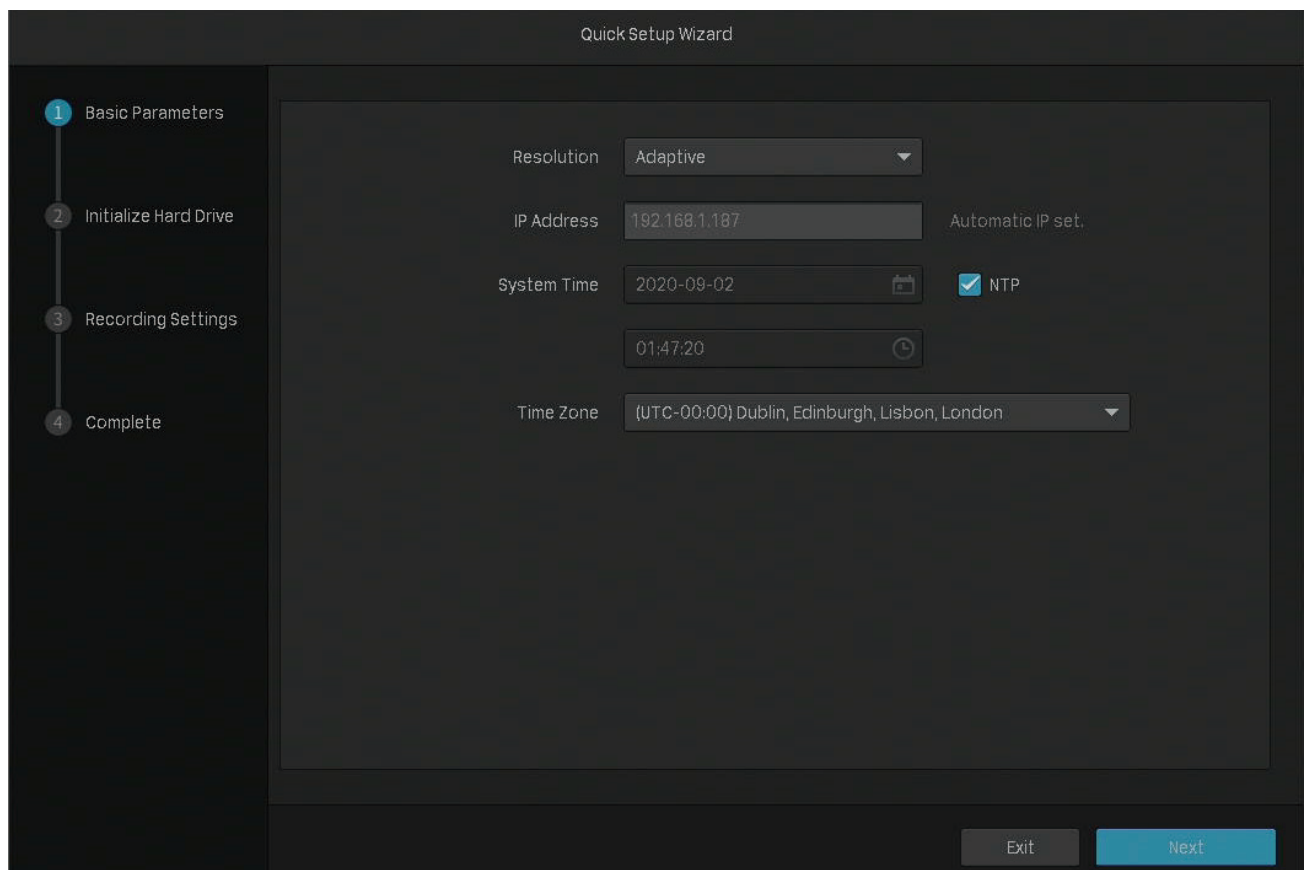 Quick Setup Wizard
1 Basic Parameters
2 Initialize Hard Drive
3 Recording Settings
4 Complete
Resolution Adaptive
IP Address 192.168.1.187 Automatic IP set.
System Time 2020-09-02 NTP
01:47:20
Time Zone (UTC-00:00) Dublin, Edinburgh, Lisbon, London
Exit Next